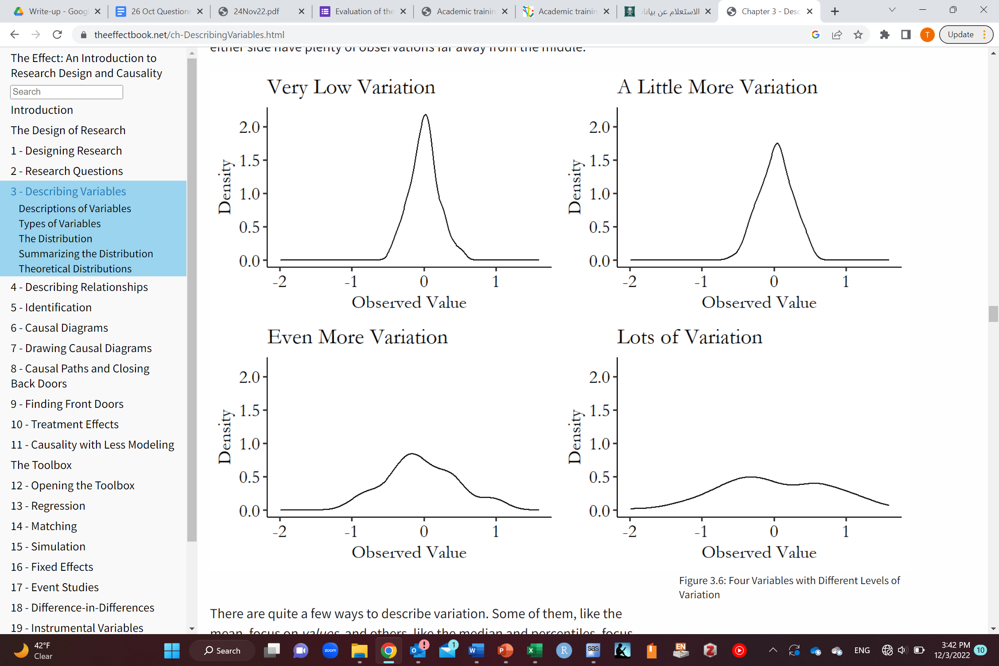 Write-up - Googl
26 Oct Questionn
24Nov22.pdf
Evaluation of the
Academic trainin
Academic trainin
الاستعلام عن بيانا
Chapter 3 - Desc
theeffectbook.net/ch-DescribingVariables.html
T
Update
The Effect: An Introduction to
Research Design and Causality
Search
Introduction
The Design of Research
1 - Designing Research
2 - Research Questions
3 - Describing Variables
Descriptions of Variables
Types of Variables
The Distribution
Summarizing the Distribution
Theoretical Distributions
4 - Describing Relationships
5 - Identification
6 - Causal Diagrams
7 - Drawing Causal Diagrams
8 - Causal Paths and Closing
Back Doors
9 - Finding Front Doors
10 - Treatment Effects
11 - Causality with Less Modeling
The Toolbox
12 - Opening the Toolbox
13 - Regression
14 - Matching
15 - Simulation
16 - Fixed Effects
17 - Event Studies
18 - Difference-in-Differences
19 - Instrumental Variables
either side have plenty of observations far away from the middle.
Very Low Variation
Density
2.0
1.5
1.0
0.5
0.0
-2 -1 0 1
Observed Value
A Little More Variation
Density
2.0
1.5
1.0
0.5
0.0
-2 -1 0 1
Observed Value
Even More Variation
Density
2.0
1.5
1.0
0.5
0.0
-2 -1 0 1
Observed Value
Lots of Variation
Density
2.0
1.5
1.0
0.5
0.0
-2 -1 0 1
Observed Value
Figure 3.6: Four Variables with Different Levels of
Variation
There are quite a few ways to describe variation. Some of them, like the
mean, focus on values, and others, like the median and percentiles, focus
42°F
Clear
Search
zoom
O
!
1
W
P
X
R
sas
EN
Z
ENG
3:42 PM
12/3/2022
10